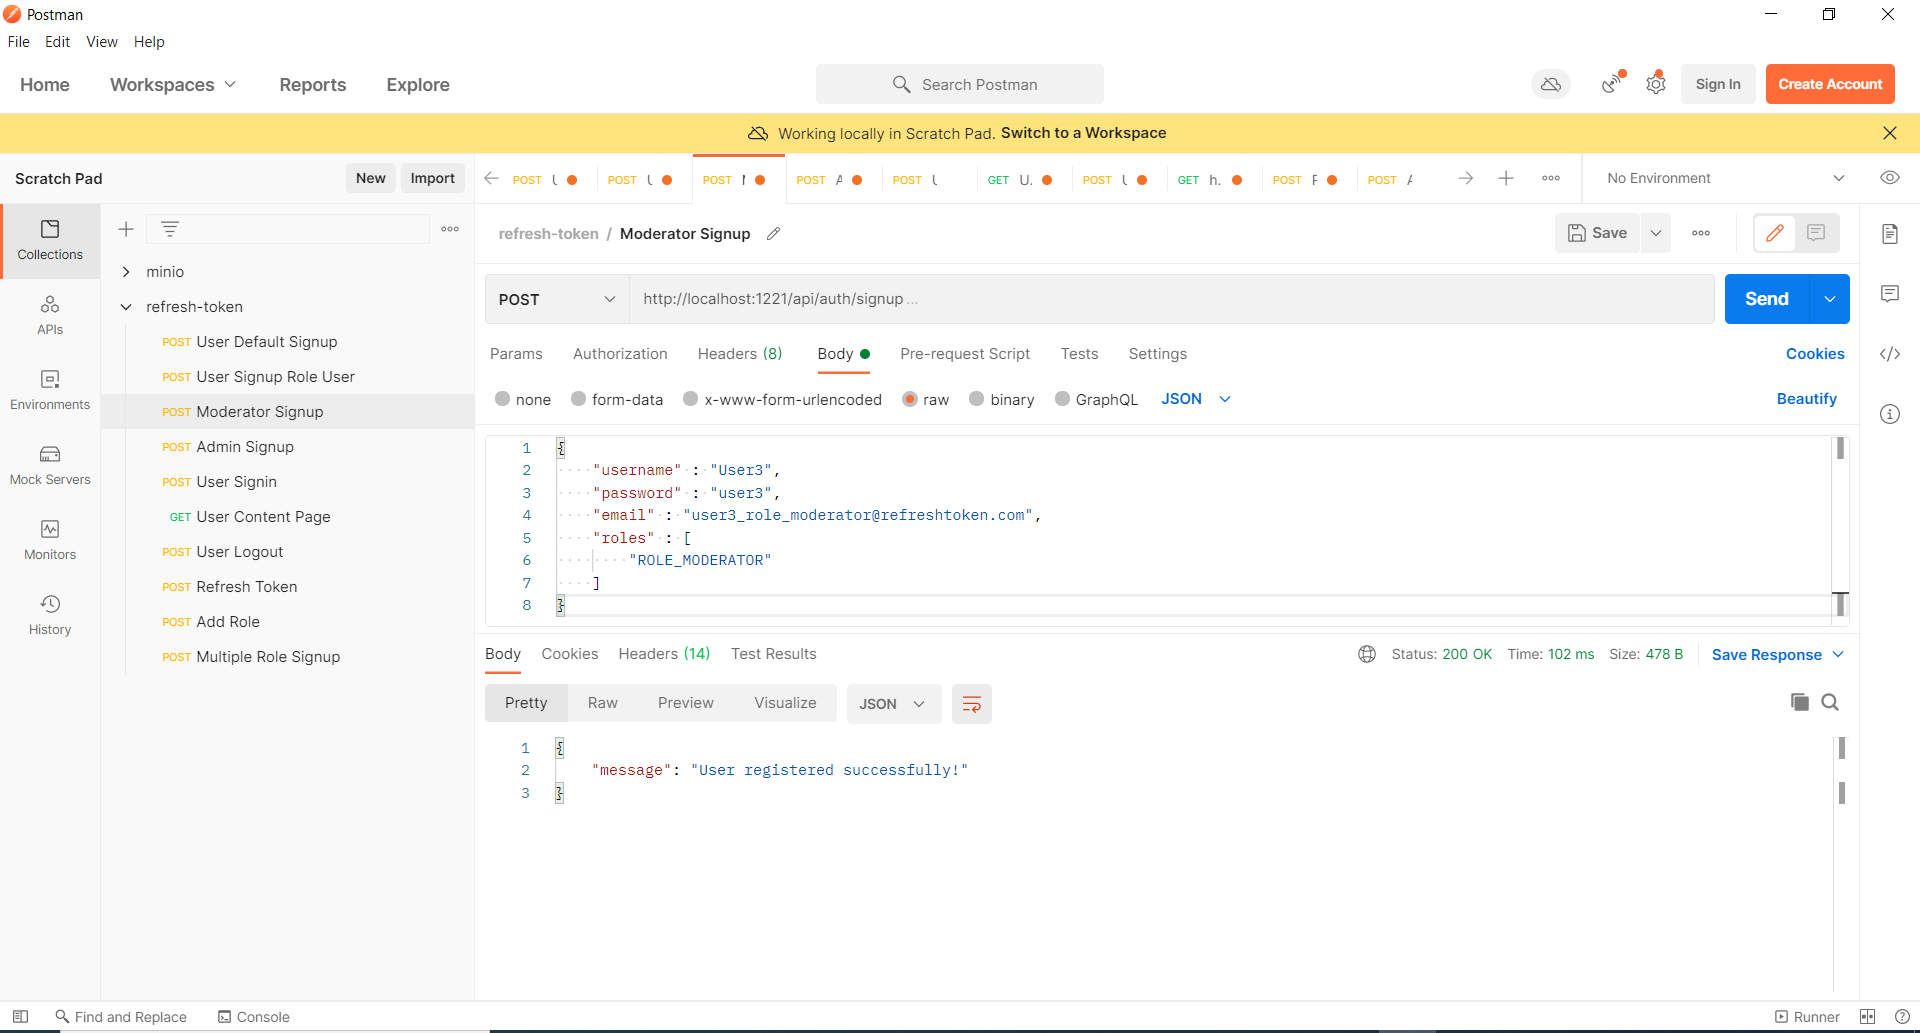 Postman
File Edit View Help
Home Workspaces Reports Explore Search Postman Sign In Create Account
Working locally in Scratch Pad. Switch to a Workspace
Scratch Pad New Import
POST POST POST POST A POST GET U. POST GET h. POST POST
No Environment
Collections
APIs
Environments
Mock Servers
Monitors
History
minio
refresh-token
POST User Default Signup
POST User Signup Role User
POST Moderator Signup
POST Admin Signup
POST User Signin
GET User Content Page
POST User Logout
POST Refresh Token
POST Add Role
POST Multiple Role Signup
refresh-token / Moderator Signup
Save
POST http://localhost:1221/api/auth/signup ... Send
Params Authorization Headers (8) Body Pre-request Script Tests Settings Cookies
none form-data x-www-form-urlencoded raw binary GraphQL JSON Beautify
1 {
2 "username" : "User3",
3 "password" : "user3",
4 "email" : "user3_role_moderator@refreshtoken.com",
5 "roles" : [
6 "ROLE_MODERATOR"
7 ]
8 }
Body Cookies Headers (14) Test Results Status: 200 OK Time: 102 ms Size: 478 B Save Response
Pretty Raw Preview Visualize JSON
1 {
2 "message": "User registered successfully!"
3 }
Find and Replace Console Runner